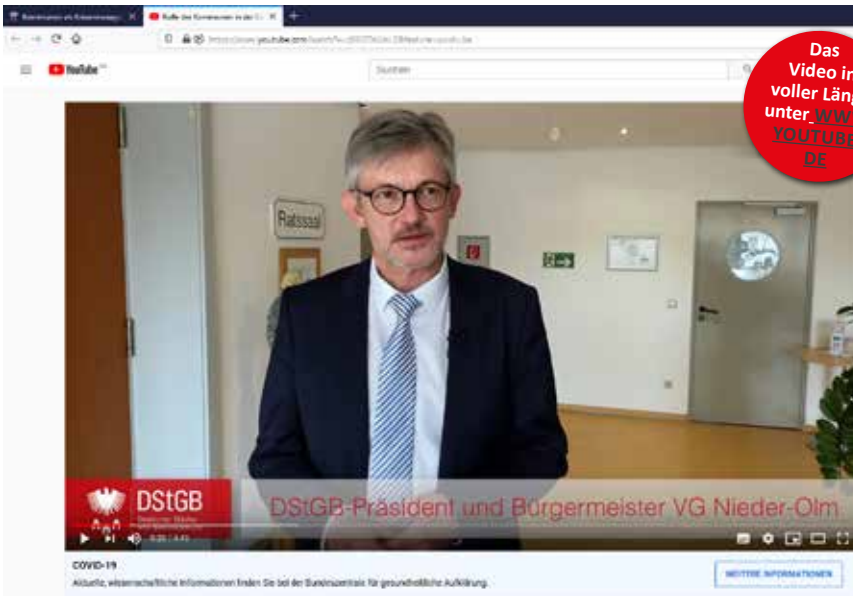 YouTube
Suchen
Das
Video in
voller Läng
unter WW
YOUTUBE
DE
Ratssaal
DStGB
DStGB-Präsident und Bürgermeister VG Nieder-Olm
COVID-19
Aktuelle, wissenschaftliche Informationen finden Sie bei der Bundeszentrale für gesundheitliche Aufklärung.
WEITERE INFORMATIONEN